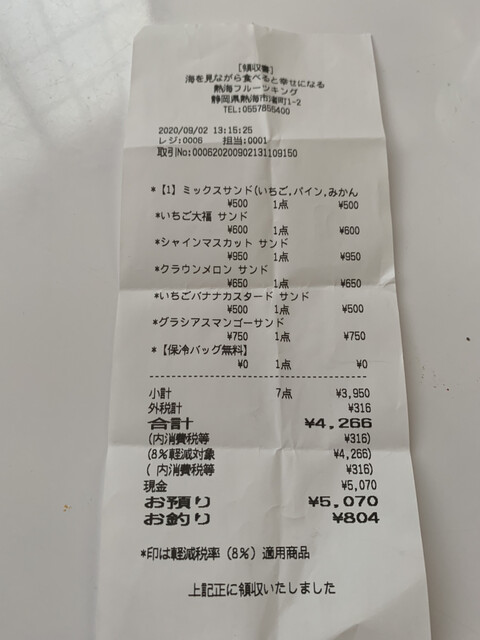 [領収書]
海を見ながら食べると幸せになる
熱海フルーツキング
静岡県熱海市渚町1-2
TEL:0557855400
2020/09/02 13:15:25
レジ:0006 担当:0001
取引No:00062020090213110915​0
*【1】ミックスサンド(いちご,パイン,みかん
¥500 1点 ¥500
*いちご大福 サンド
¥600 1点 ¥600
*シャインマスカット サンド
¥950 1点 ¥950
*クラウンメロン サンド
¥650 1点 ¥650
*いちごバナナカスタード サンド
¥500 1点 ¥500
*グラシアスマンゴーサンド
¥750 1点 ¥750
*【保冷バッグ無料】
¥0 1点 ¥0
小計 7点 ¥3,950
外税計 ¥316
合計 ¥4,266
(内消費税等 ¥316)
(8%軽減対象 ¥4,266)
(内消費税等 ¥316)
現金 ¥5,070
お預り ¥5,070
お釣り ¥804
*印は軽減税率(8%)適用商品
上記正に領収いたしました